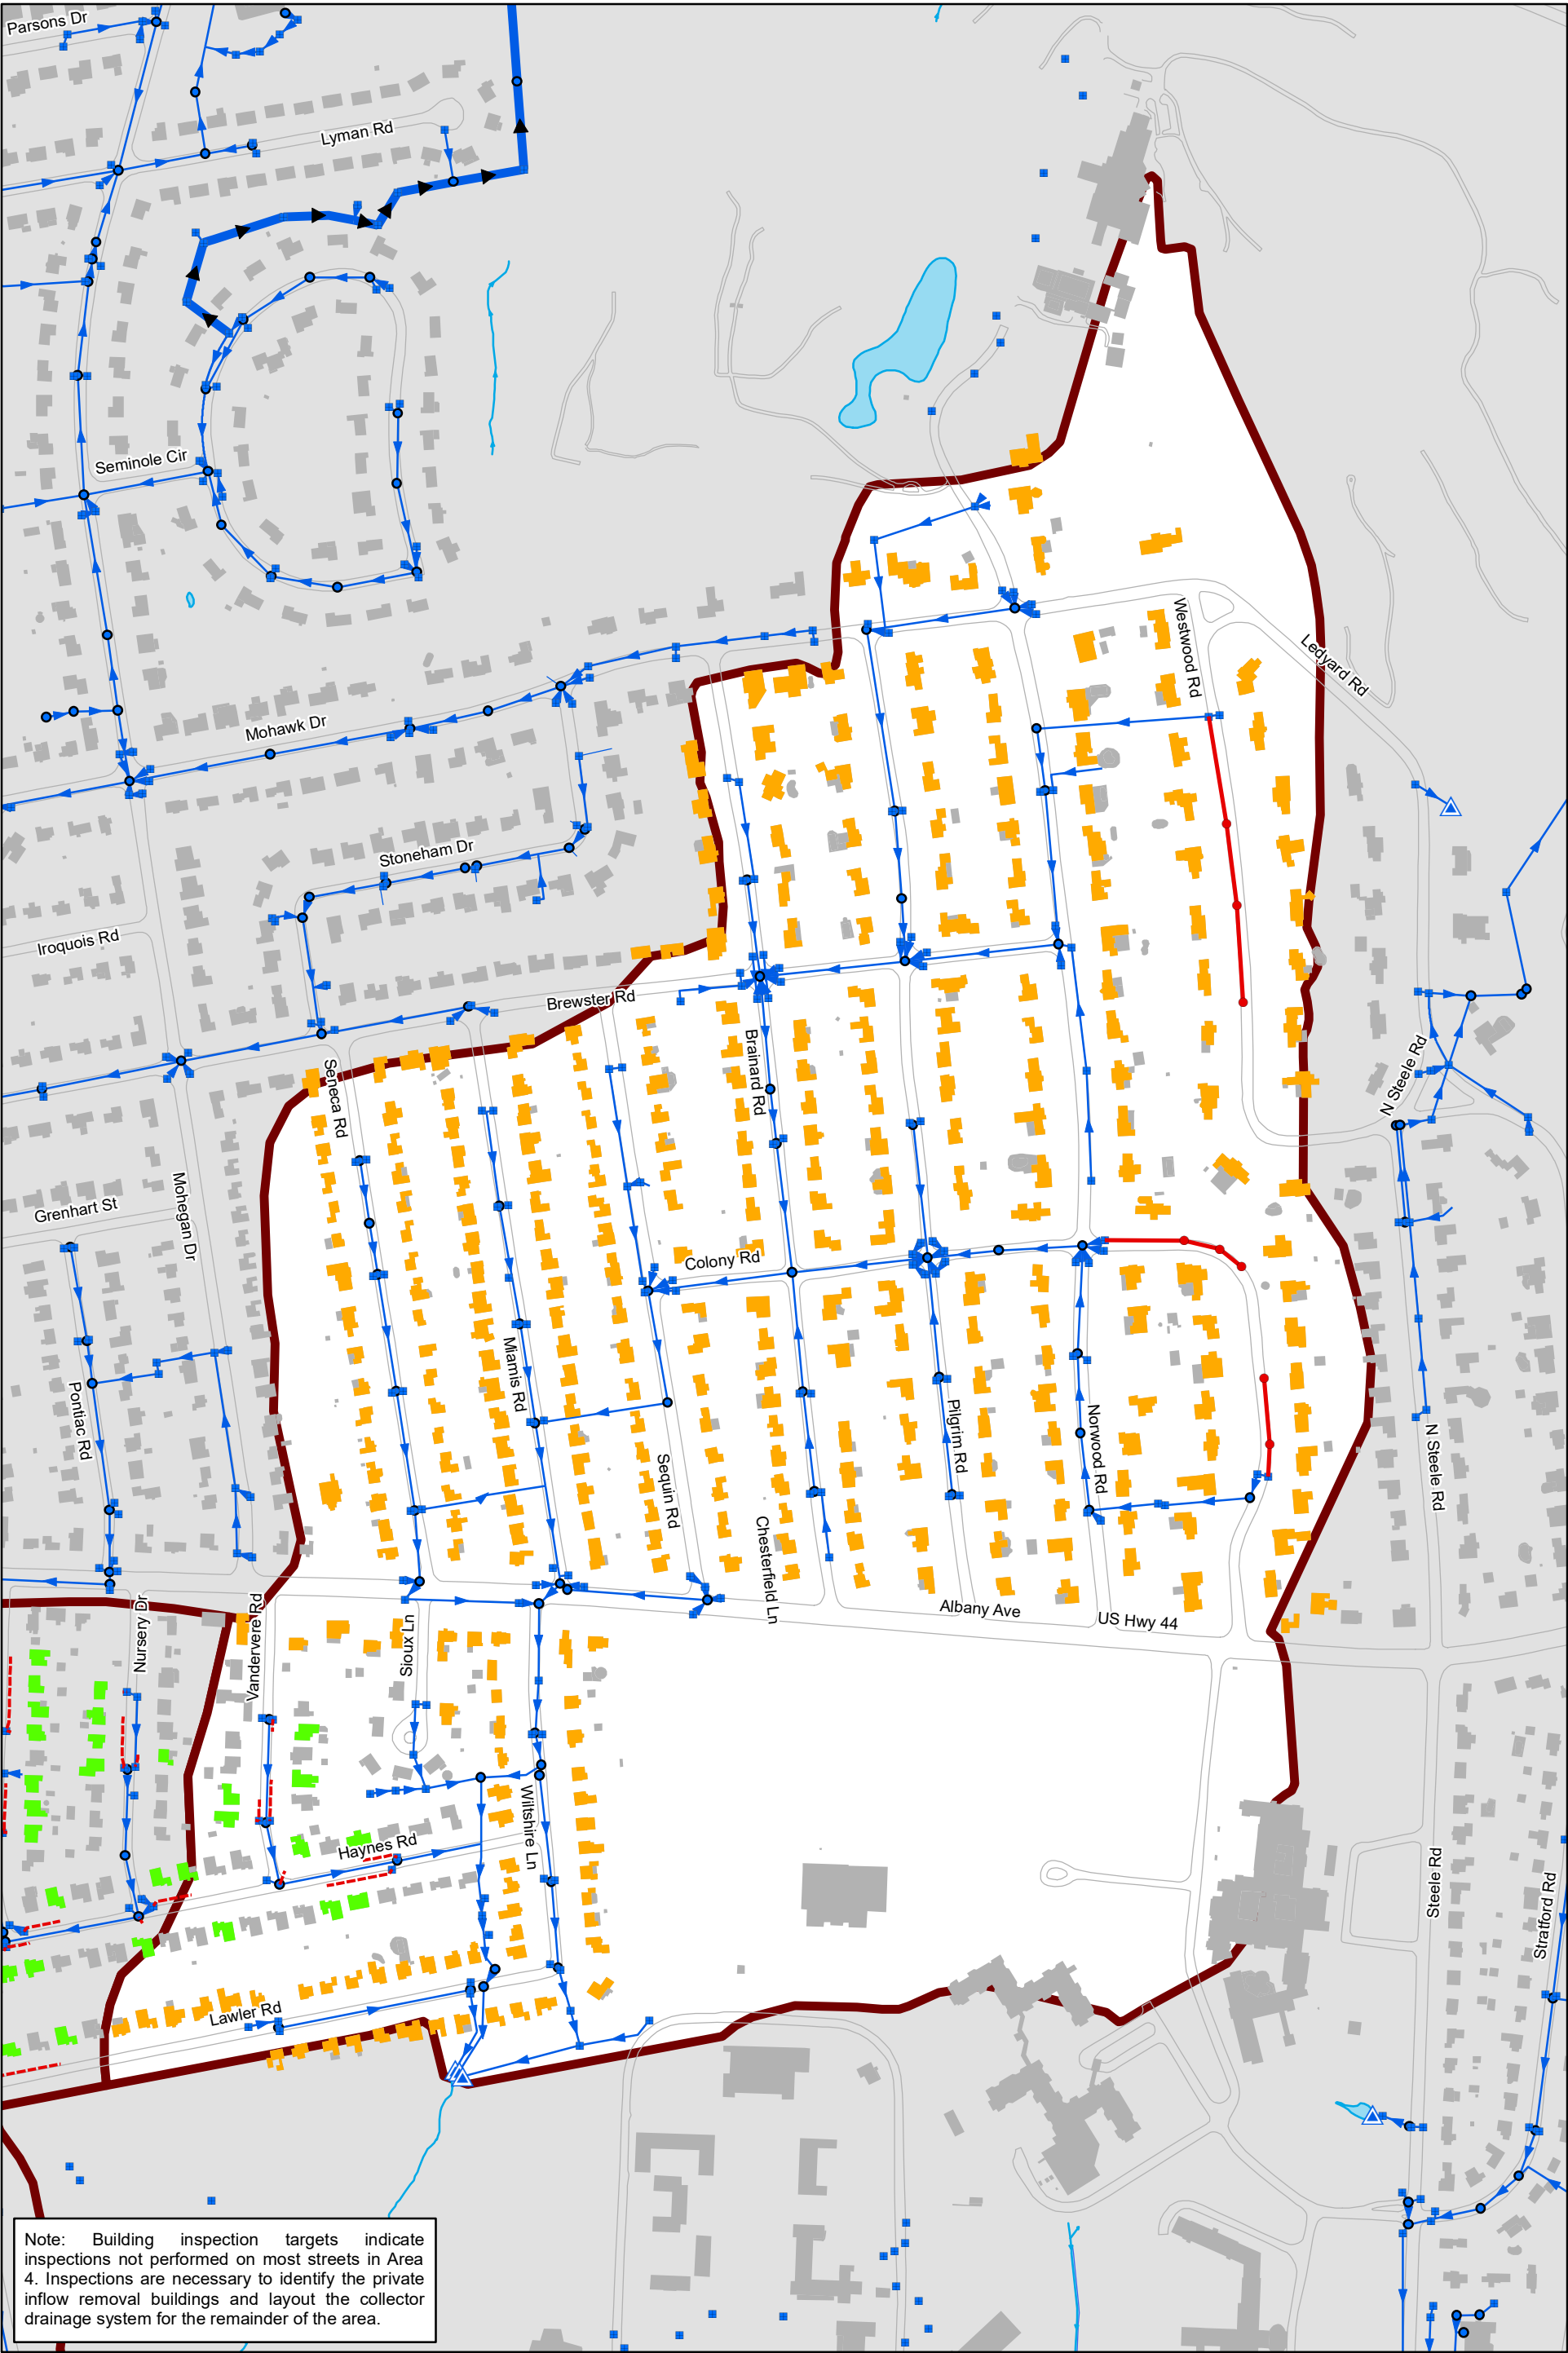 Parsons Dr
Lyman Rd
Seminole Cir
Westwood Rd
Ledyard Rd
Mohawk Dr
Stoneham Dr
Iroquois Rd
Brewster Rd
Brainard Rd
Seneca Rd
N Steele Rd
Mohegan Dr
Grenhart St
Colony Rd
Miamis Rd
Pontiac Rd
Pilgrim Rd
Norwood Rd
N Steele Rd
Sequin Rd
Chesterfield Ln
Albany Ave
US Hwy 44
Nursery Dr
Vandervere Rd
Sioux Ln
Wiltshire Ln
Haynes Rd
Steele Rd
Stratford Rd
Lawler Rd
Note: Building inspection targets indicate
inspections not performed on most streets in Area
4. Inspections are necessary to identify the private
inflow removal buildings and layout the collector
drainage system for the remainder of the area.